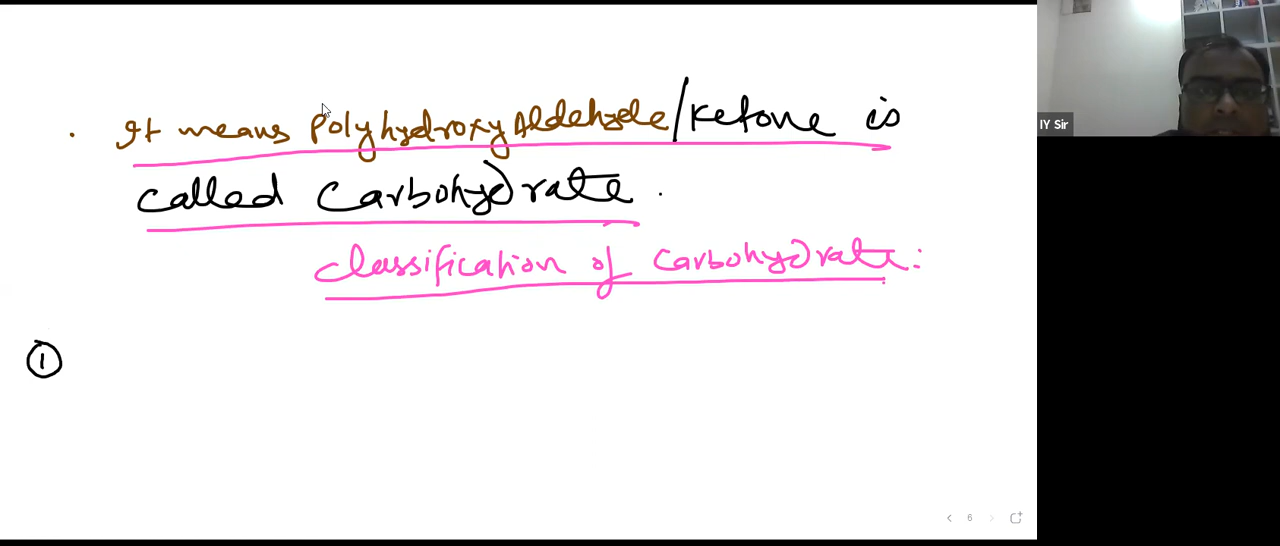 . It means Polyhydroxy Aldehyde/Ketone is
called Carbohydrate.
Classification of Carbohydrate:
①
IY Sir
6